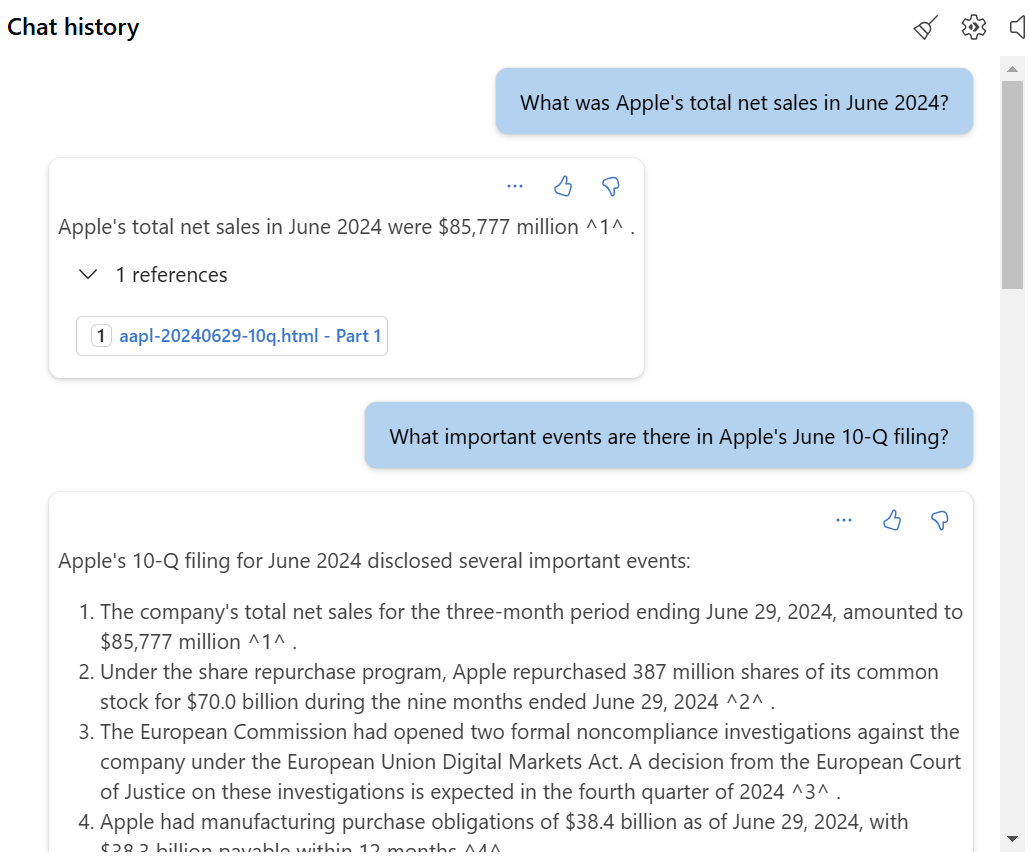 Chat history
What was Apple's total net sales in June 2024?
Apple's total net sales in June 2024 were $85,777 million ^1^ .
1 references
1 aapl-20240629-10q.html - Part 1
What important events are there in Apple's June 10-Q filing?
Apple's 10-Q filing for June 2024 disclosed several important events:
1. The company's total net sales for the three-month period ending June 29, 2024, amounted to
$85,777 million ^1^ .
2. Under the share repurchase program, Apple repurchased 387 million shares of its common
stock for $70.0 billion during the nine months ended June 29, 2024 ^2^ .
3. The European Commission had opened two formal noncompliance investigations against the
company under the European Union Digital Markets Act. A decision from the European Court
of Justice on these investigations is expected in the fourth quarter of 2024 ^3^ .
4. Apple had manufacturing purchase obligations of $38.4 billion as of June 29, 2024, with
$38.3 billion payable within 12 months ^4^